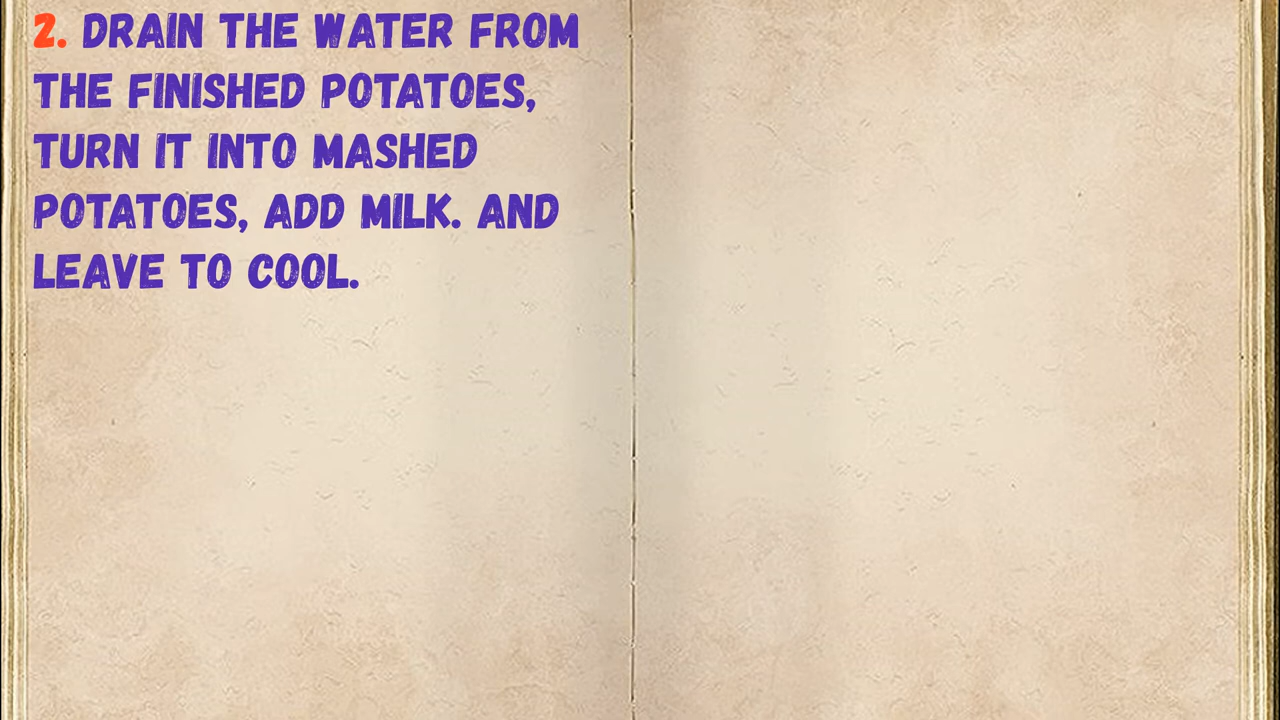 2. DRAIN THE WATER FROM
THE FINISHED POTATOES,
TURN IT INTO MASHED
POTATOES, ADD MILK. AND
LEAVE TO COOL.